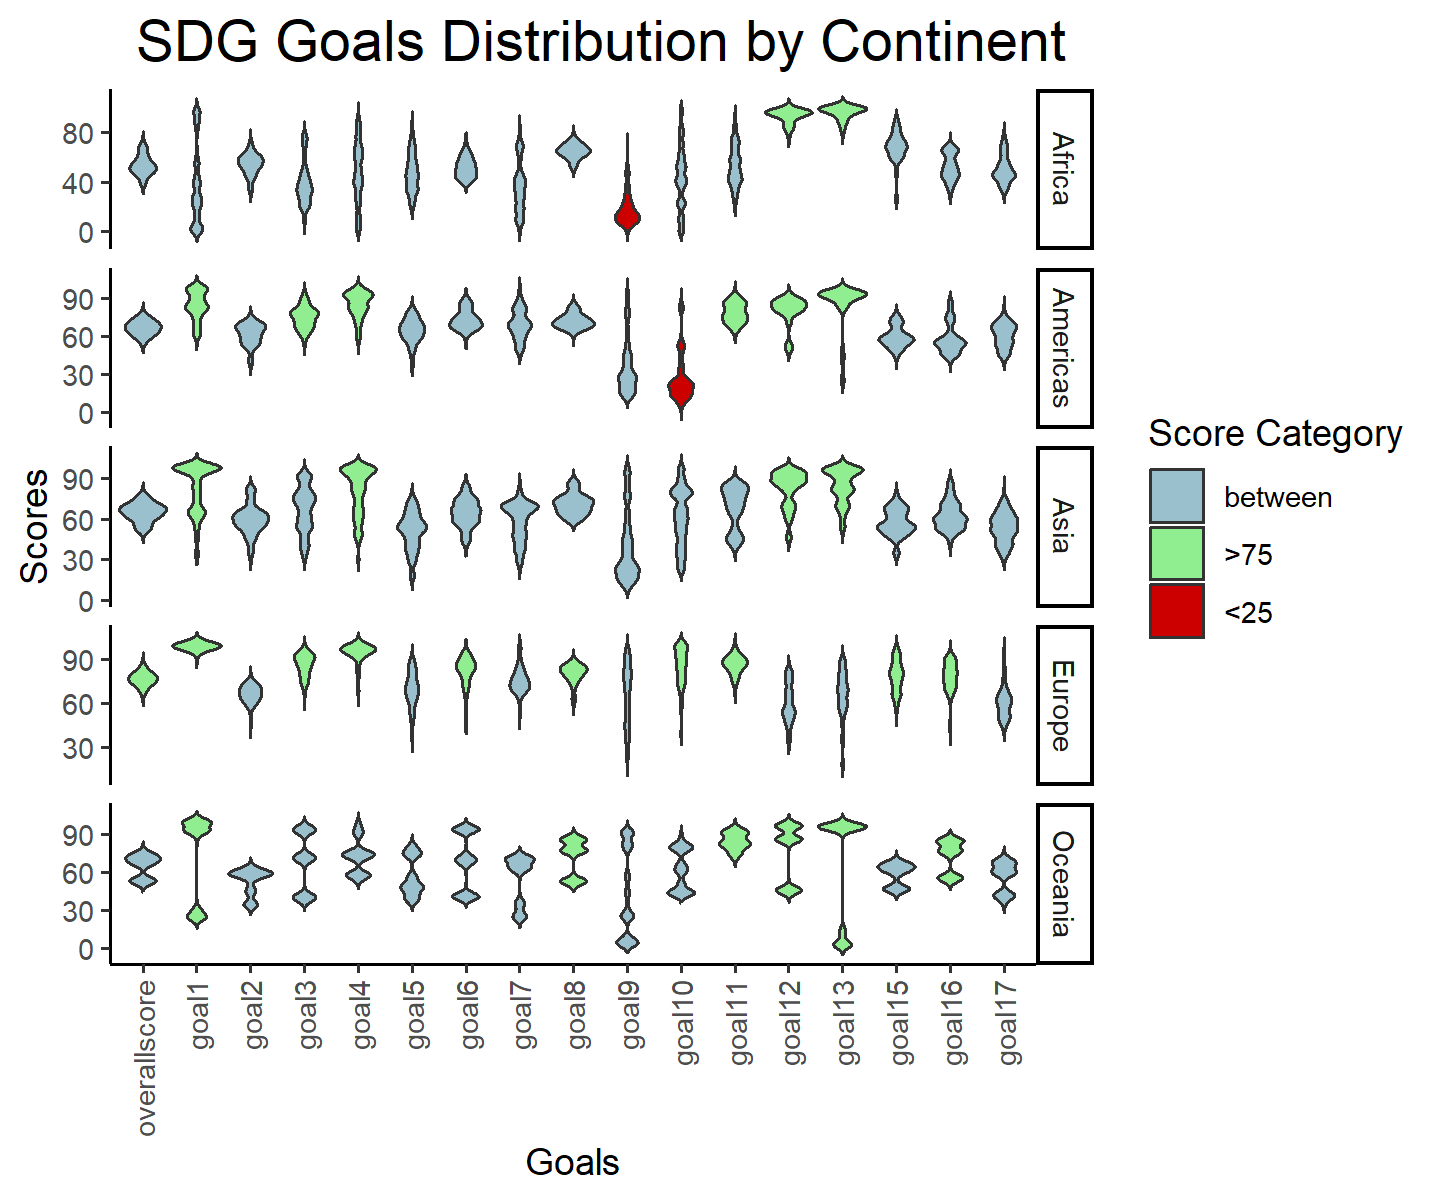 SDG Goals Distribution by Continent
Scores
80
40
0
Africa
90
60
30
0
Americas
90
60
30
0
Asia
90
60
30
Europe
90
60
30
0
Oceania
overallscore
goal1
goal2
goal3
goal4
goal5
goal6
goal7
goal8
goal9
goal10
goal11
goal12
goal13
goal15
goal16
goal17
Goals
Score Category
between
>75
<25